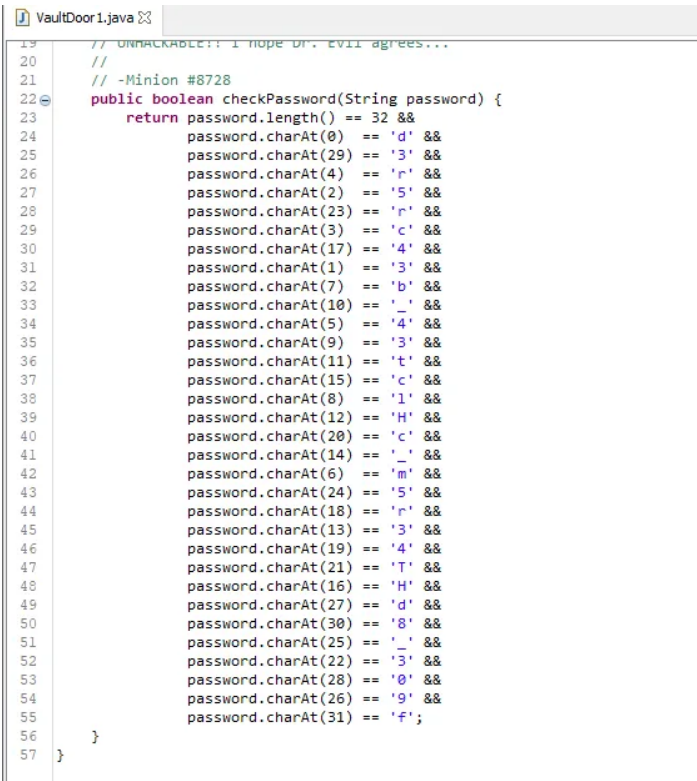 VaultDoor1.java
19 // UNHACKABLE!! I hope Dr. Evil agrees...
20 //
21 // -Minion #8728
22 public boolean checkPassword(String password) {
23 return password.length() == 32 &&
24 password.charAt(0) == 'd' &&
25 password.charAt(29) == '3' &&
26 password.charAt(4) == 'r' &&
27 password.charAt(2) == '5' &&
28 password.charAt(23) == 'r' &&
29 password.charAt(3) == 'c' &&
30 password.charAt(17) == '4' &&
31 password.charAt(1) == '3' &&
32 password.charAt(7) == 'b' &&
33 password.charAt(10) == '_' &&
34 password.charAt(5) == '4' &&
35 password.charAt(9) == '3' &&
36 password.charAt(11) == 't' &&
37 password.charAt(15) == 'c' &&
38 password.charAt(8) == 'l' &&
39 password.charAt(12) == 'H' &&
40 password.charAt(20) == 'c' &&
41 password.charAt(14) == '_' &&
42 password.charAt(6) == 'm' &&
43 password.charAt(24) == '5' &&
44 password.charAt(18) == 'r' &&
45 password.charAt(13) == '3' &&
46 password.charAt(19) == '4' &&
47 password.charAt(21) == 'T' &&
48 password.charAt(16) == 'H' &&
49 password.charAt(27) == 'd' &&
50 password.charAt(30) == '8' &&
51 password.charAt(25) == '_' &&
52 password.charAt(22) == '3' &&
53 password.charAt(28) == '0' &&
54 password.charAt(26) == '9' &&
55 password.charAt(31) == 'f';
56 }
57 }